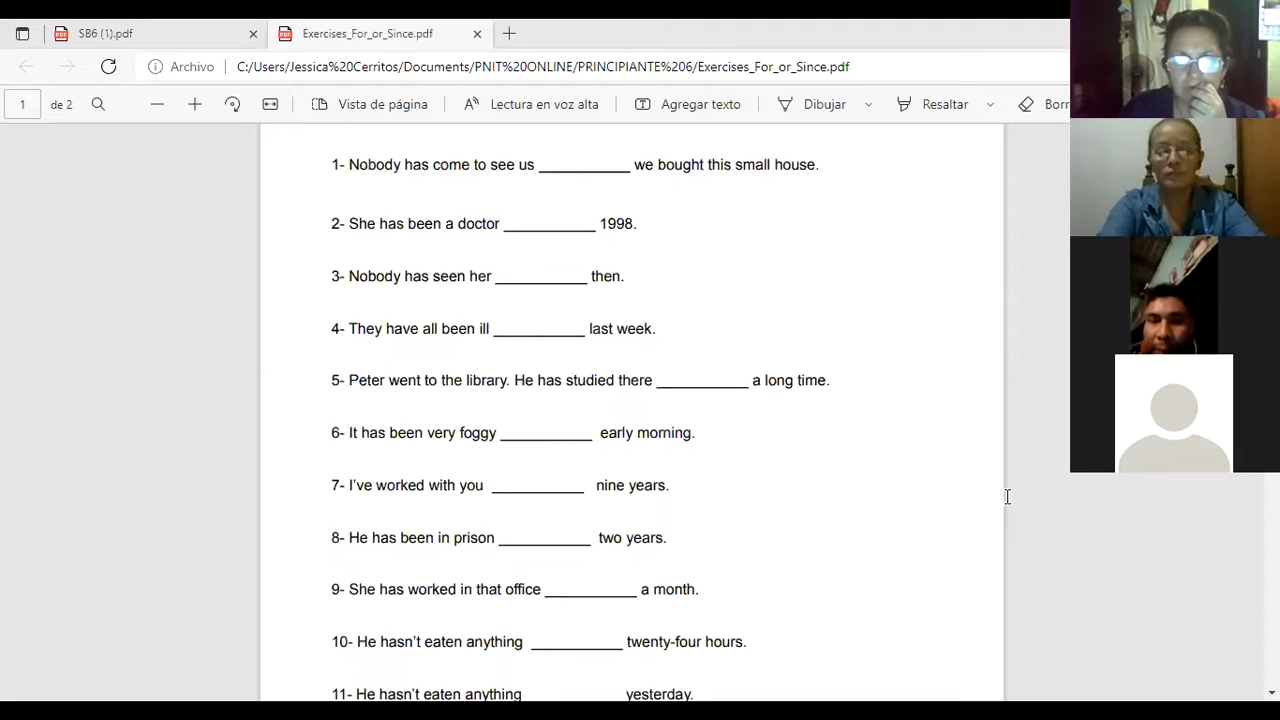 SB6 (1).pdf
Exercises_For_or_Since.pdf
Archivo C:/Users/Jessica%20Cerritos/Documents/PNIT%20ONLINE/PRINCIPIANTE%206/Exercises_For_or_Since.pdf
1 de 2 Vista de página Lectura en voz alta Agregar texto Dibujar Resaltar Borr
1- Nobody has come to see us ___________ we bought this small house.
2- She has been a doctor ___________ 1998.
3- Nobody has seen her ___________ then.
4- They have all been ill ___________ last week.
5- Peter went to the library. He has studied there ___________ a long time.
6- It has been very foggy ___________ early morning.
7- I've worked with you ___________ nine years.
8- He has been in prison ___________ two years.
9- She has worked in that office ___________ a month.
10- He hasn't eaten anything ___________ twenty-four hours.
11- He hasn't eaten anything ___________ yesterday.